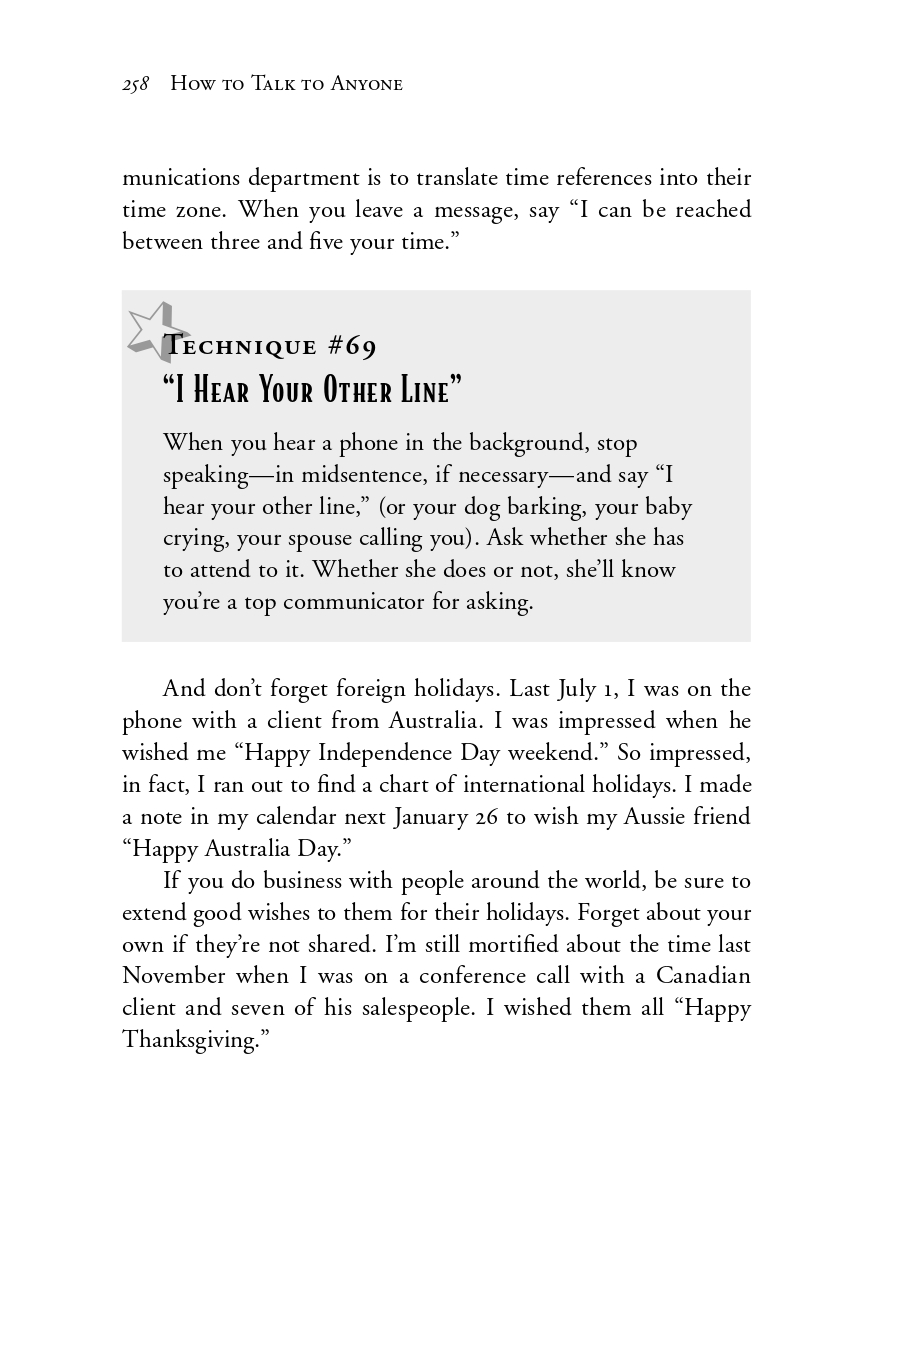 258 How to Talk to Anyone
munications department is to translate time references into their
time zone. When you leave a message, say “I can be reached
between three and five your time.”
Technique #69
“I Hear Your Other Line”
When you hear a phone in the background, stop
speaking—in midsentence, if necessary—and say “I
hear your other line,” (or your dog barking, your baby
crying, your spouse calling you). Ask whether she has
to attend to it. Whether she does or not, she’ll know
you’re a top communicator for asking.
And don’t forget foreign holidays. Last July 1, I was on the
phone with a client from Australia. I was impressed when he
wished me “Happy Independence Day weekend.” So impressed,
in fact, I ran out to find a chart of international holidays. I made
a note in my calendar next January 26 to wish my Aussie friend
“Happy Australia Day.”
If you do business with people around the world, be sure to
extend good wishes to them for their holidays. Forget about your
own if they’re not shared. I’m still mortified about the time last
November when I was on a conference call with a Canadian
client and seven of his salespeople. I wished them all “Happy
Thanksgiving.”